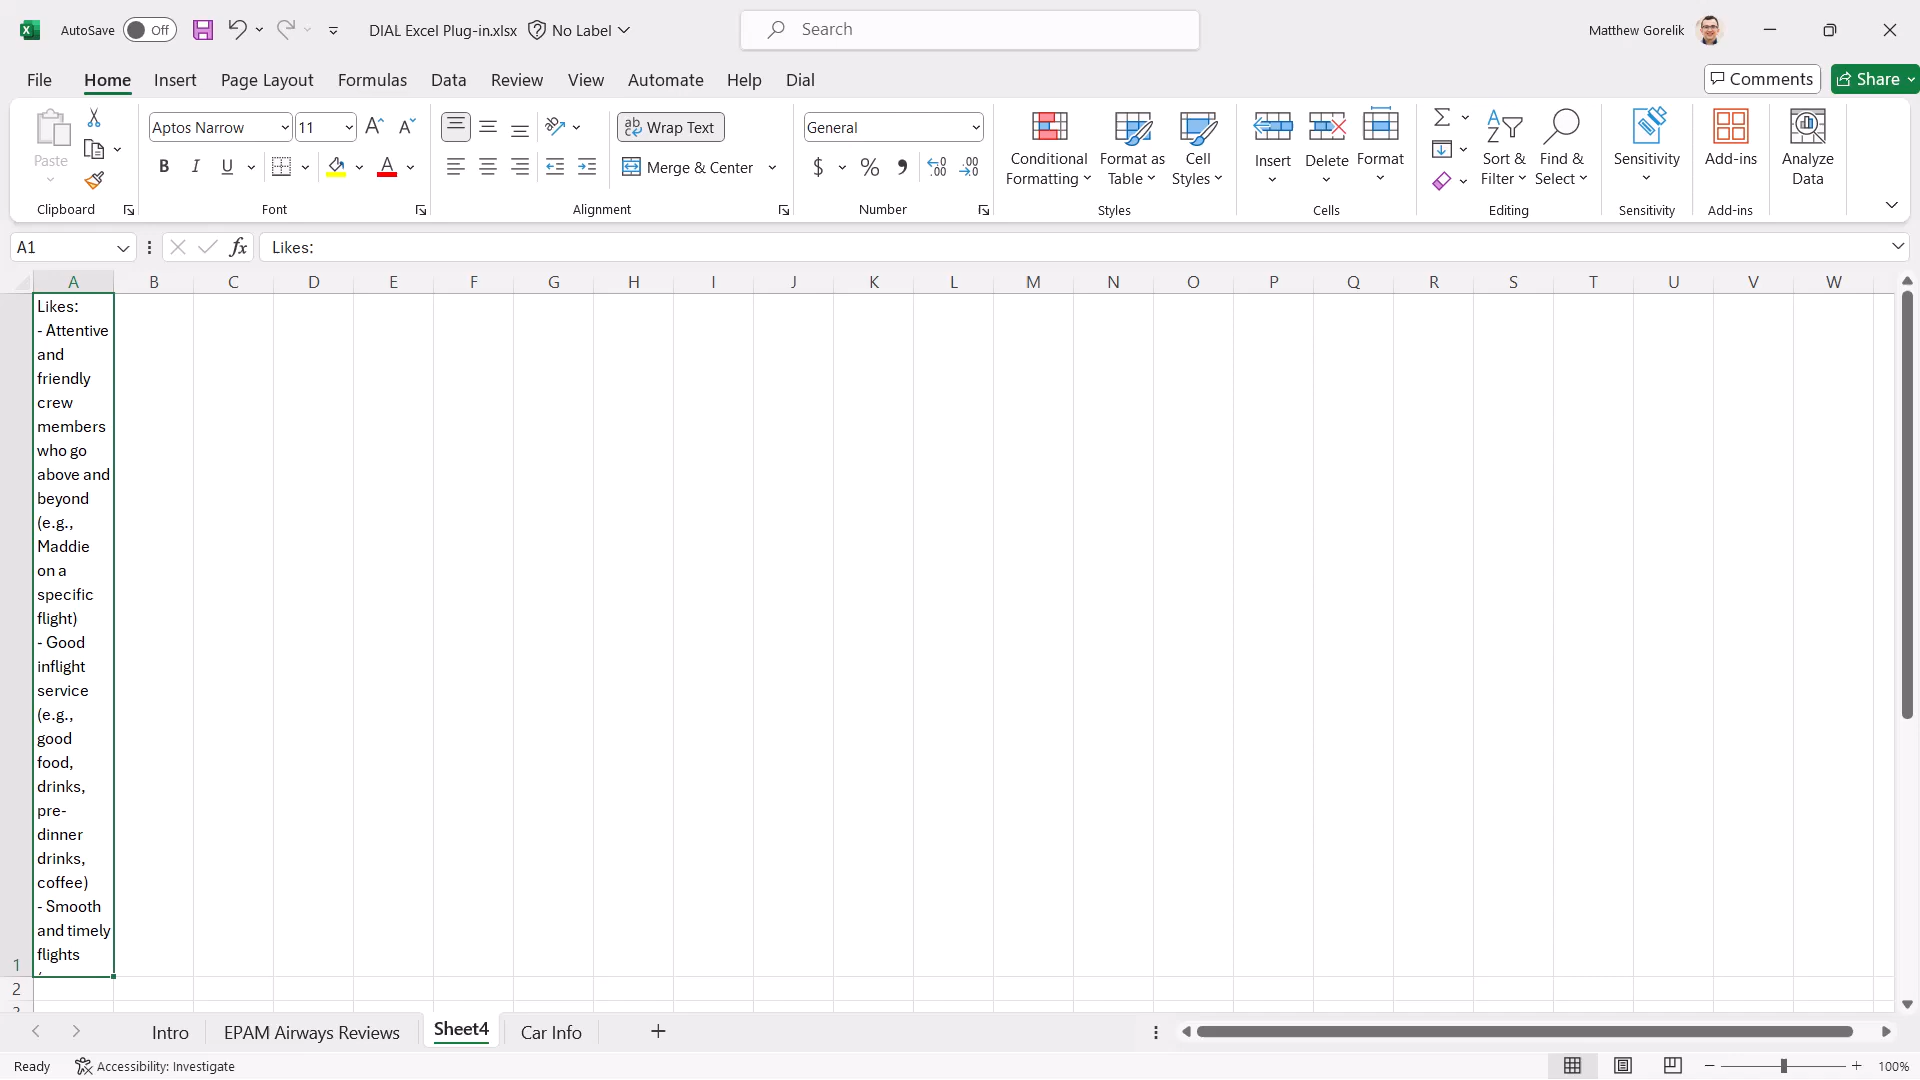 AutoSave Off DIAL Excel Plug-in.xlsx No Label Search Matthew Gorelik
File Home Insert Page Layout Formulas Data Review View Automate Help Dial Comments Share
Paste
Clipboard
Aptos Narrow 11
B I U A
Font
ab Wrap Text
Merge & Center
Alignment
General
$ %
Number
Conditional Formatting
Format as Table
Cell Styles
Styles
Insert Delete Format
Cells
Sort & Filter
Find & Select
Editing
Sensitivity
Sensitivity
Add-ins
Add-ins
Analyze Data
A1 fx Likes:
A B C D E F G H I J K L M N O P Q R S T U V W
Likes:
- Attentive
and
friendly
crew
members
who go
above and
beyond
(e.g.,
Maddie
on a
specific
flight)
- Good
inflight
service
(e.g.,
good
food,
drinks,
pre-
dinner
drinks,
coffee)
- Smooth
and timely
flights
1
2
Intro EPAM Airways Reviews Sheet4 Car Info
Ready Accessibility: Investigate 100%